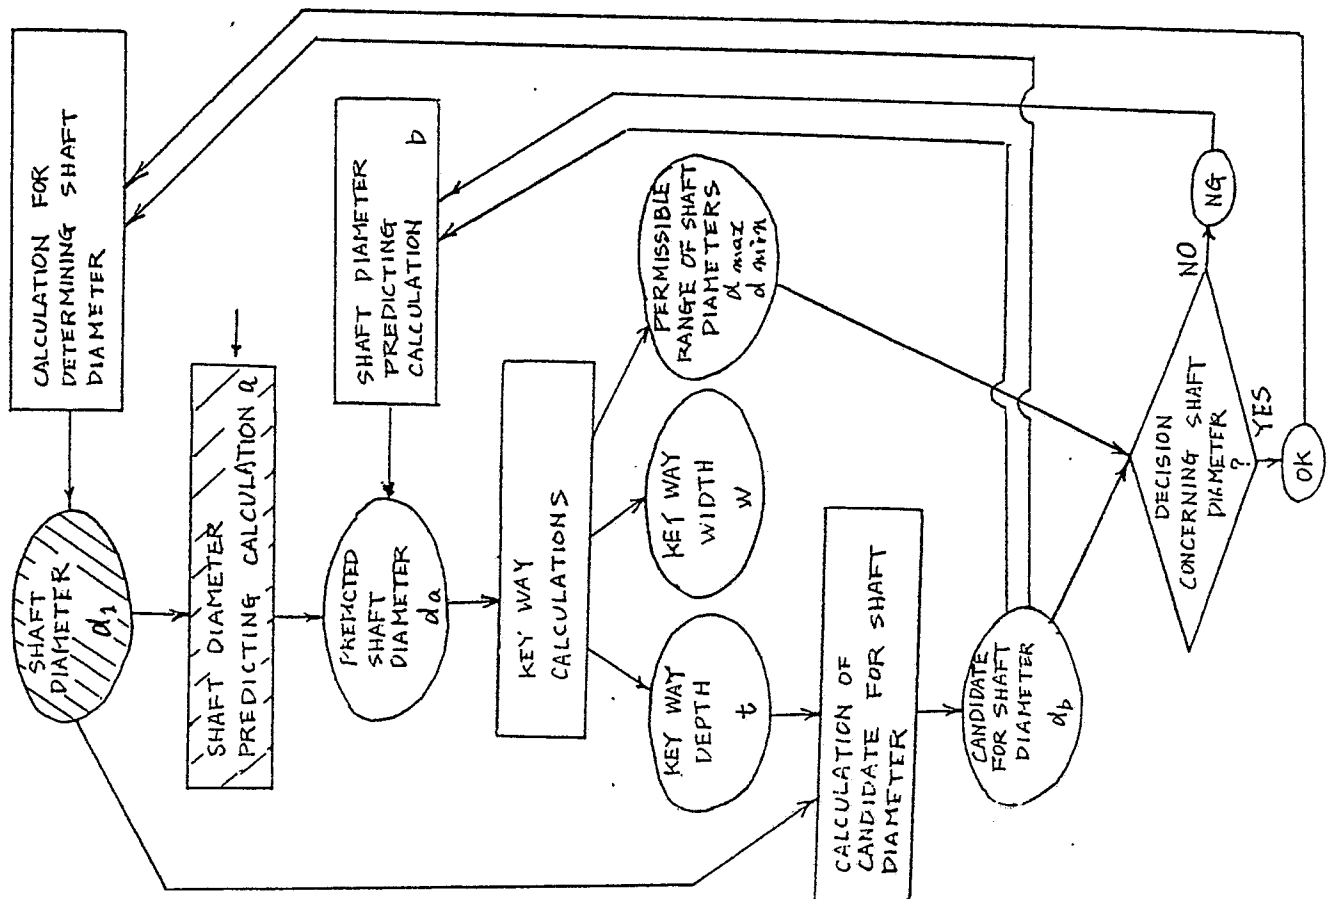 SHAFT
DIAMETER
d1
CALCULATION FOR
DETERMINING SHAFT
DIAMETER
SHAFT DIAMETER
PREDICTING CALCULATION a
PREDICTED
SHAFT
DIAMETER
da
SHAFT DIAMETER
PREDICTING
CALCULATION b
KEY WAY
CALCULATIONS
KEY WAY
DEPTH
t
KEY WAY
WIDTH
W
PERMISSIBLE
RANGE OF SHAFT
DIAMETERS
d max
d min
CALCULATION OF
CANDIDATE FOR SHAFT
DIAMETER
CANDIDATE
FOR SHAFT
DIAMETER
db
DECISION
CONCERNING SHAFT
DIAMETER
?
NO
NG
YES
OK